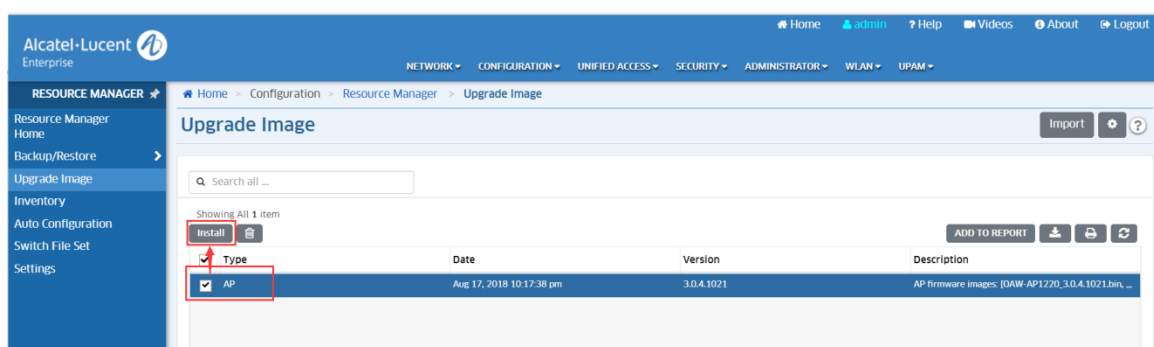 Home admin ? Help Videos About Logout
Alcatel·Lucent
Enterprise
NETWORK CONFIGURATION UNIFIED ACCESS SECURITY ADMINISTRATOR WLAN UPAM
RESOURCE MANAGER
Home > Configuration > Resource Manager > Upgrade Image
Resource Manager
Home
Upgrade Image
Import ?
Backup/Restore
Upgrade Image
Search all ...
Inventory
Showing All 1 item
Auto Configuration
Install
ADD TO REPORT
Switch File Set
Type Date Version Description
Settings
AP Aug 17, 2018 10:17:38 pm 3.0.4.1021 AP firmware images: [OAW-AP1220_3.0.4.1021.bin, ...